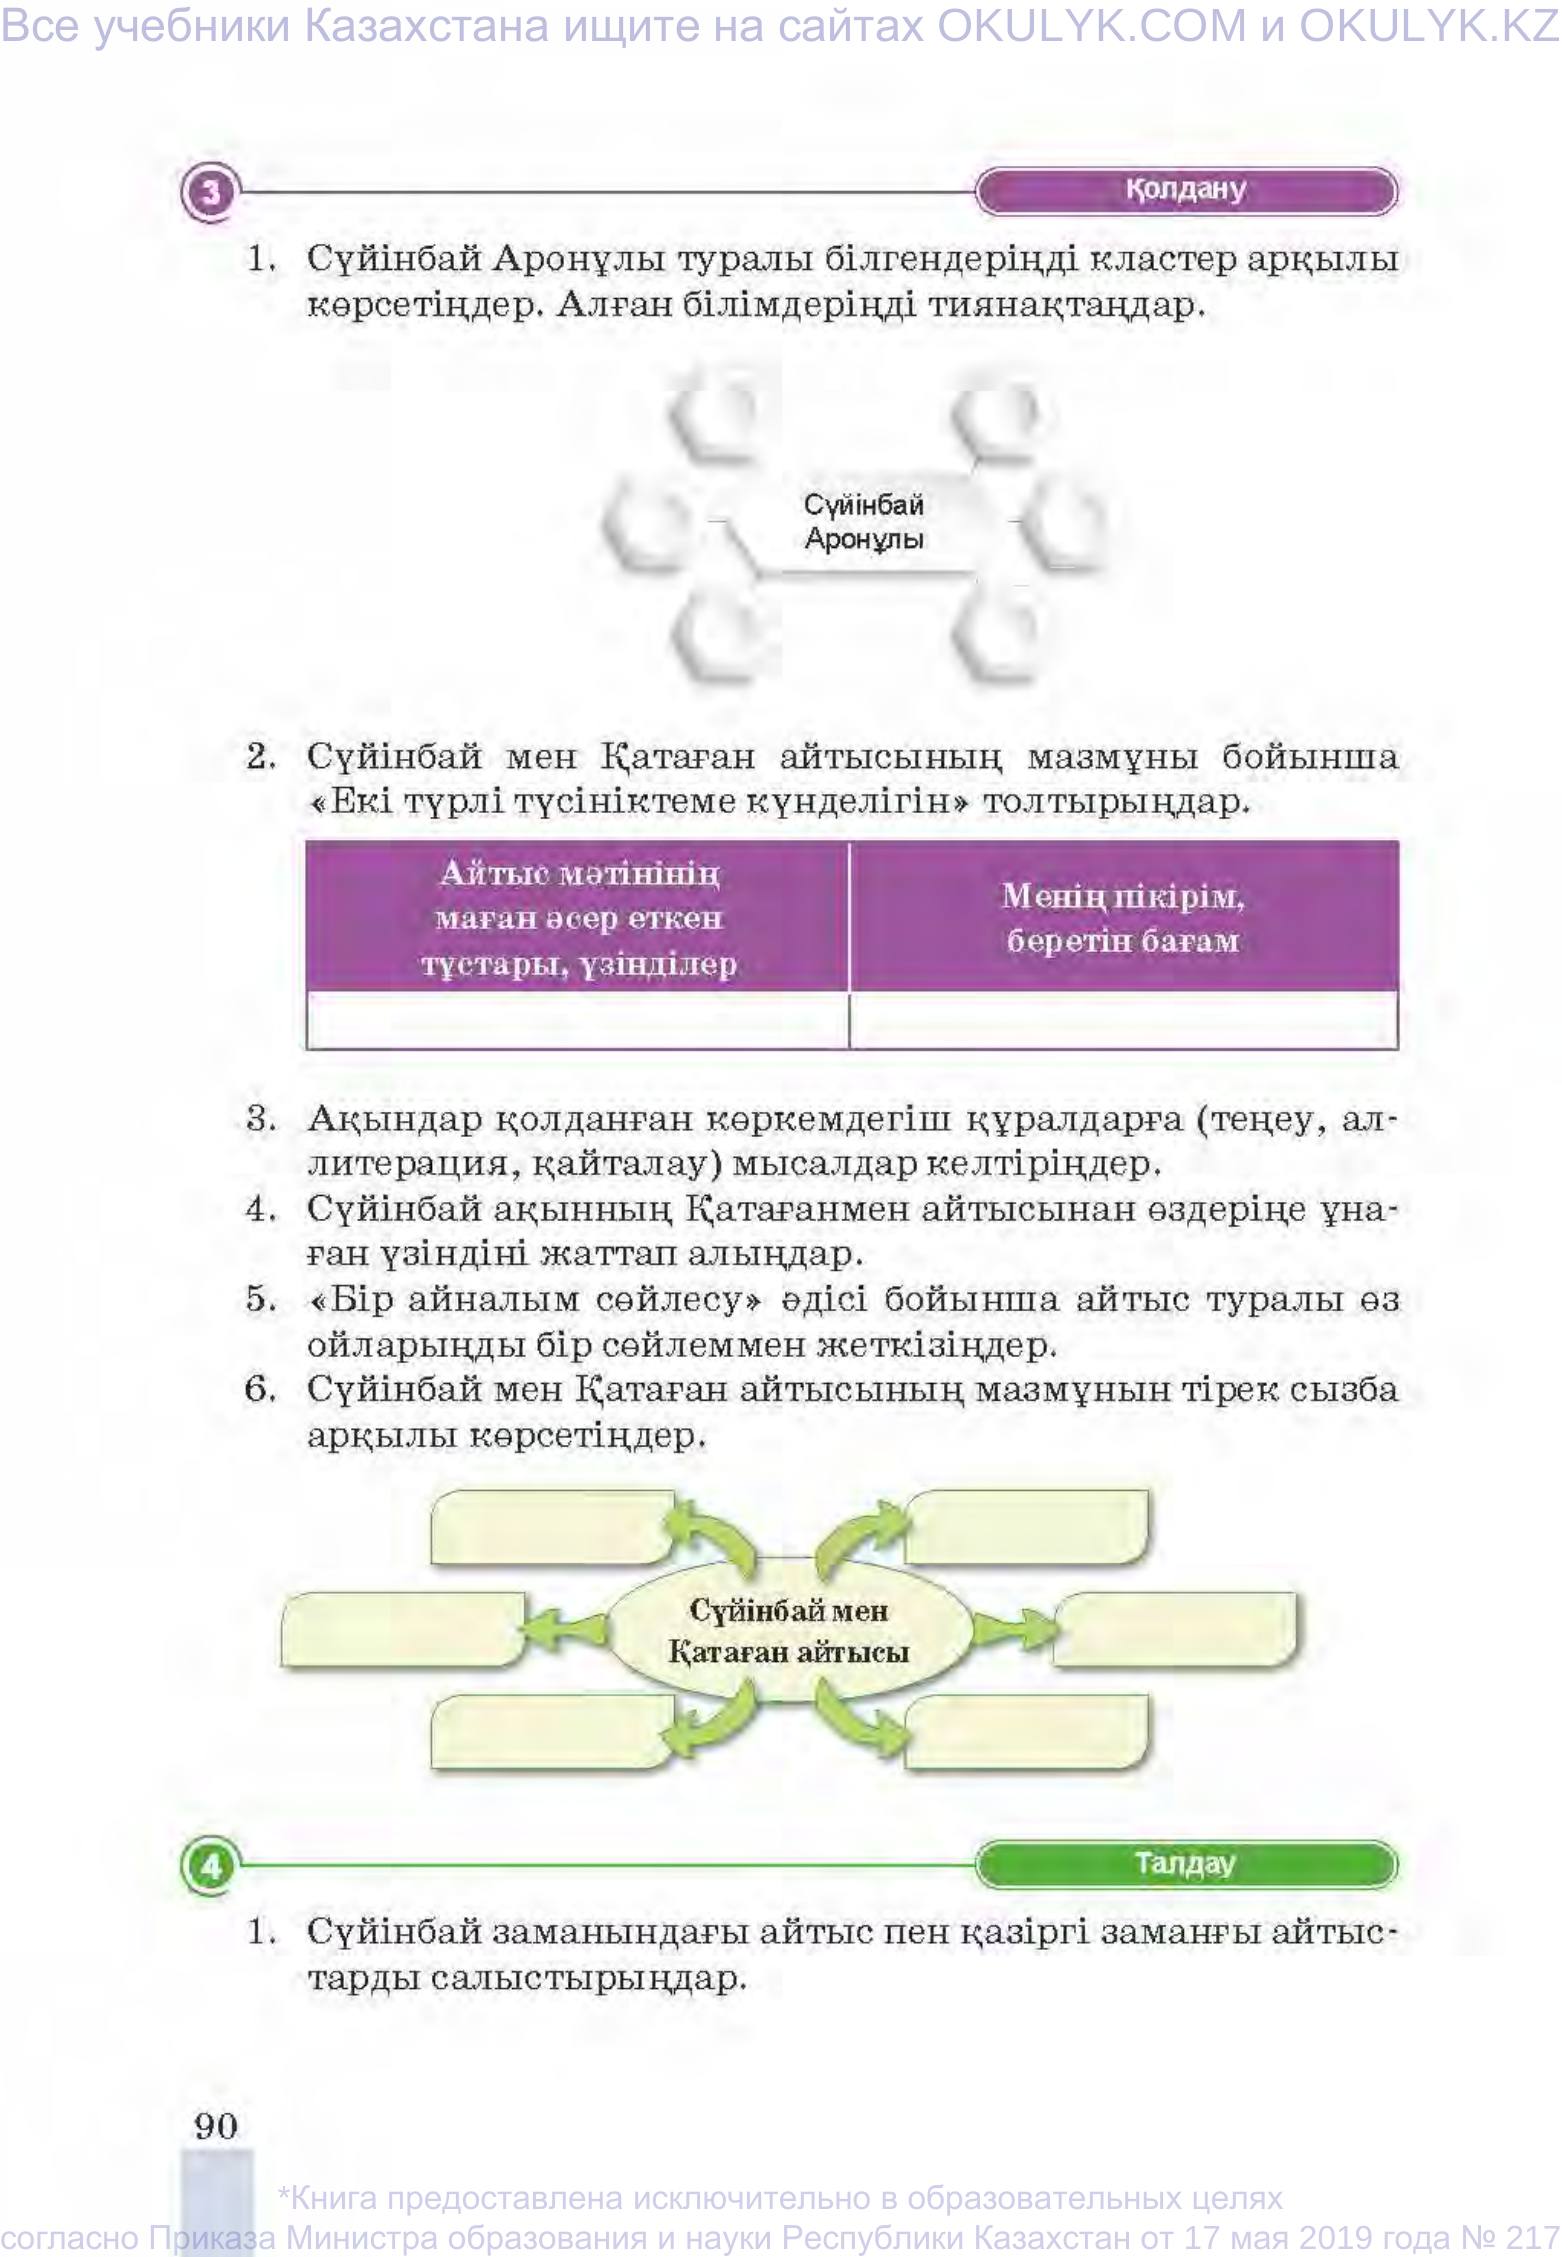 Все учебники Казахстана ищите на сайтах OKULYK.COM и OKULYK.KZ
3
Қолдану
1. Сүйінбай Аронұлы туралы білгендеріңді кластер арқылы
көрсетіңдер. Алған білімдеріңді тиянақтаңдар.
Сүйінбай
Аронұлы
2. Сүйінбай мен Қатаған айтысының мазмұны бойынша
«Екі түрлі түсініктеме күнделігін» толтырыңдар.
Айтыс мәтінінің
маған әсер еткен
тұстары, үзінділер
Менің пікірім,
беретін бағам
3. Ақындар қолданған көркемдегіш құралдарға (теңеу, ал-
литерация, қайталау) мысалдар келтіріңдер.
4. Сүйінбай ақынның Қатағанмен айтысынан өздеріңе ұна-
ған үзіндіні жаттап алыңдар.
5. «Бір айналым сөйлесу» әдісі бойынша айтыс туралы өз
ойларыңды бір сөйлеммен жеткізіңдер.
6. Сүйінбай мен Қатаған айтысының мазмұнын тірек сызба
арқылы көрсетіңдер.
Сүйінбай мен
Қатаған айтысы
4
Талдау
1. Сүйінбай заманындағы айтыс пен қазіргі заманғы айтыс-
тарды салыстырыңдар.
90
*Книга предоставлена исключительно в образовательных целях
согласно Приказа Министра образования и науки Республики Казахстан от 17 мая 2019 года № 217